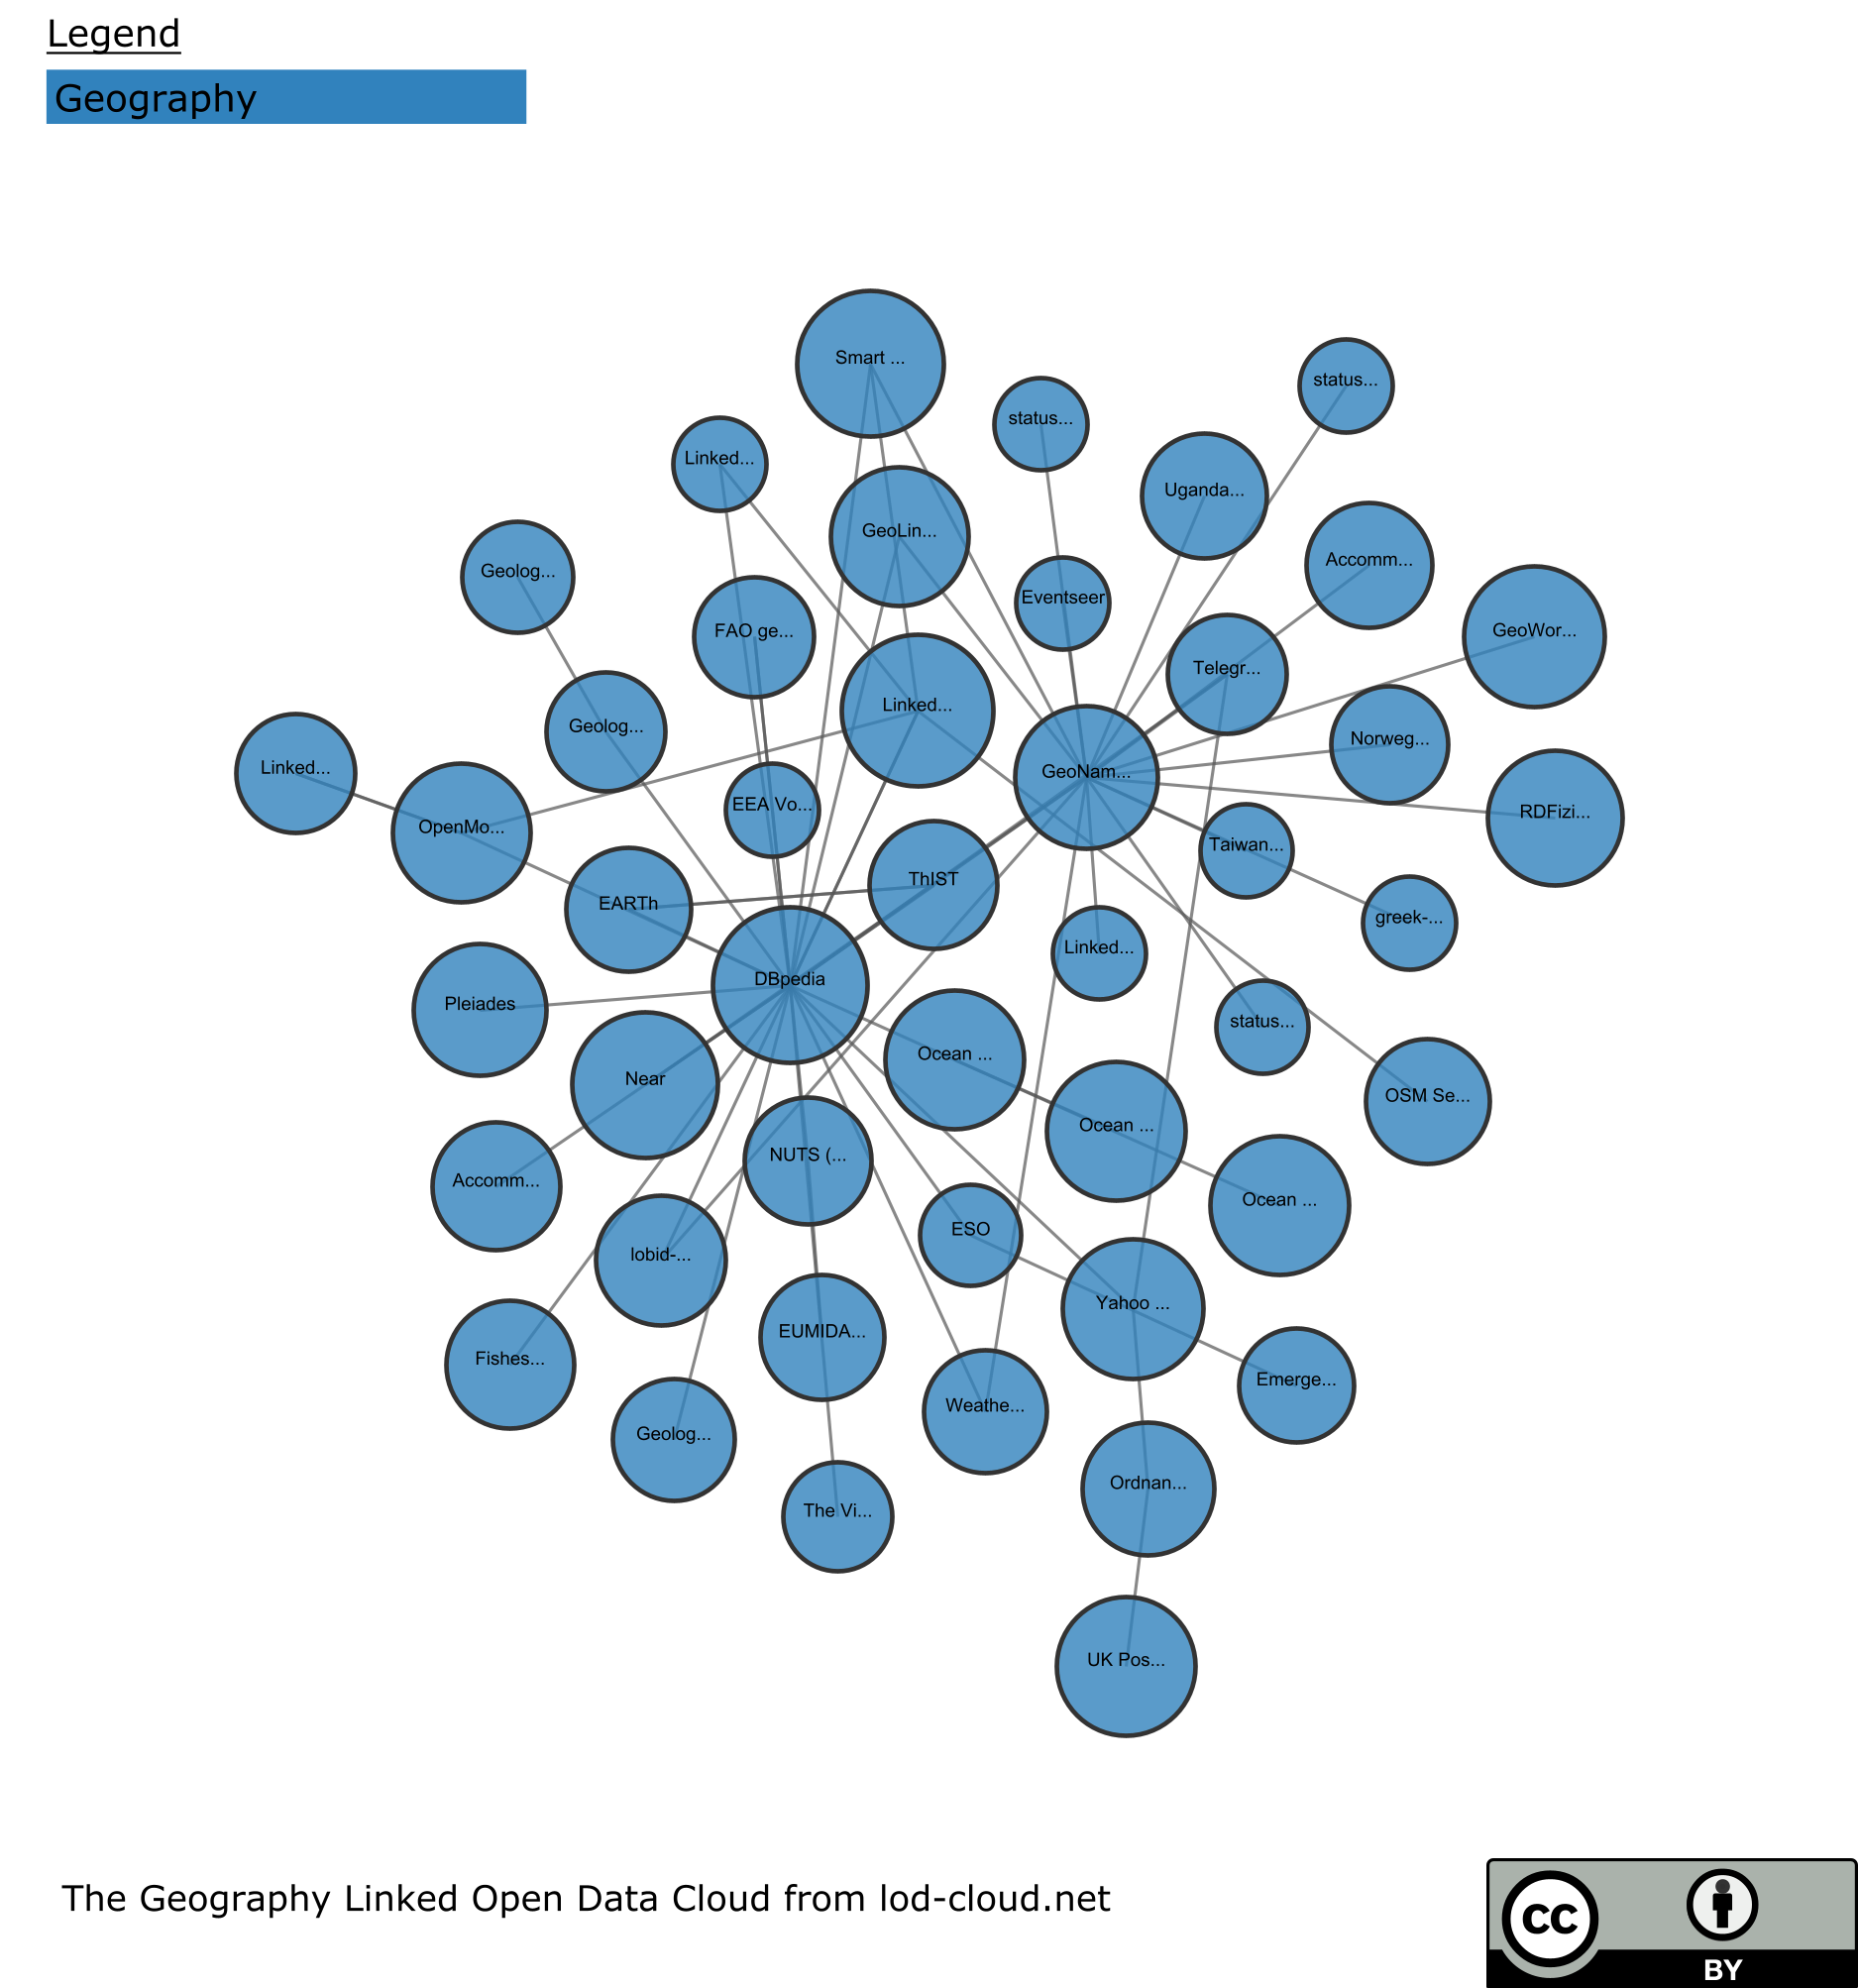 Legend
Geography
Smart ...
status...
status...
Linked...
Uganda...
GeoLin...
Accomm...
Geolog...
Eventseer
FAO ge...
GeoWor...
Telegr...
Linked...
Geolog...
Norweg...
Linked...
GeoNam...
EEA Vo...
RDFizi...
OpenMo...
Taiwan...
ThIST
EARTh
greek-...
Linked...
DBpedia
Pleiades
status...
Ocean ...
Near
OSM Se...
Ocean ...
NUTS (...
Accomm...
Ocean ...
ESO
lobid-...
Yahoo ...
EUMIDA...
Fishes...
Emerge...
Weathe...
Geolog...
Ordnan...
The Vi...
UK Pos...
The Geography Linked Open Data Cloud from lod-cloud.net
cc
BY